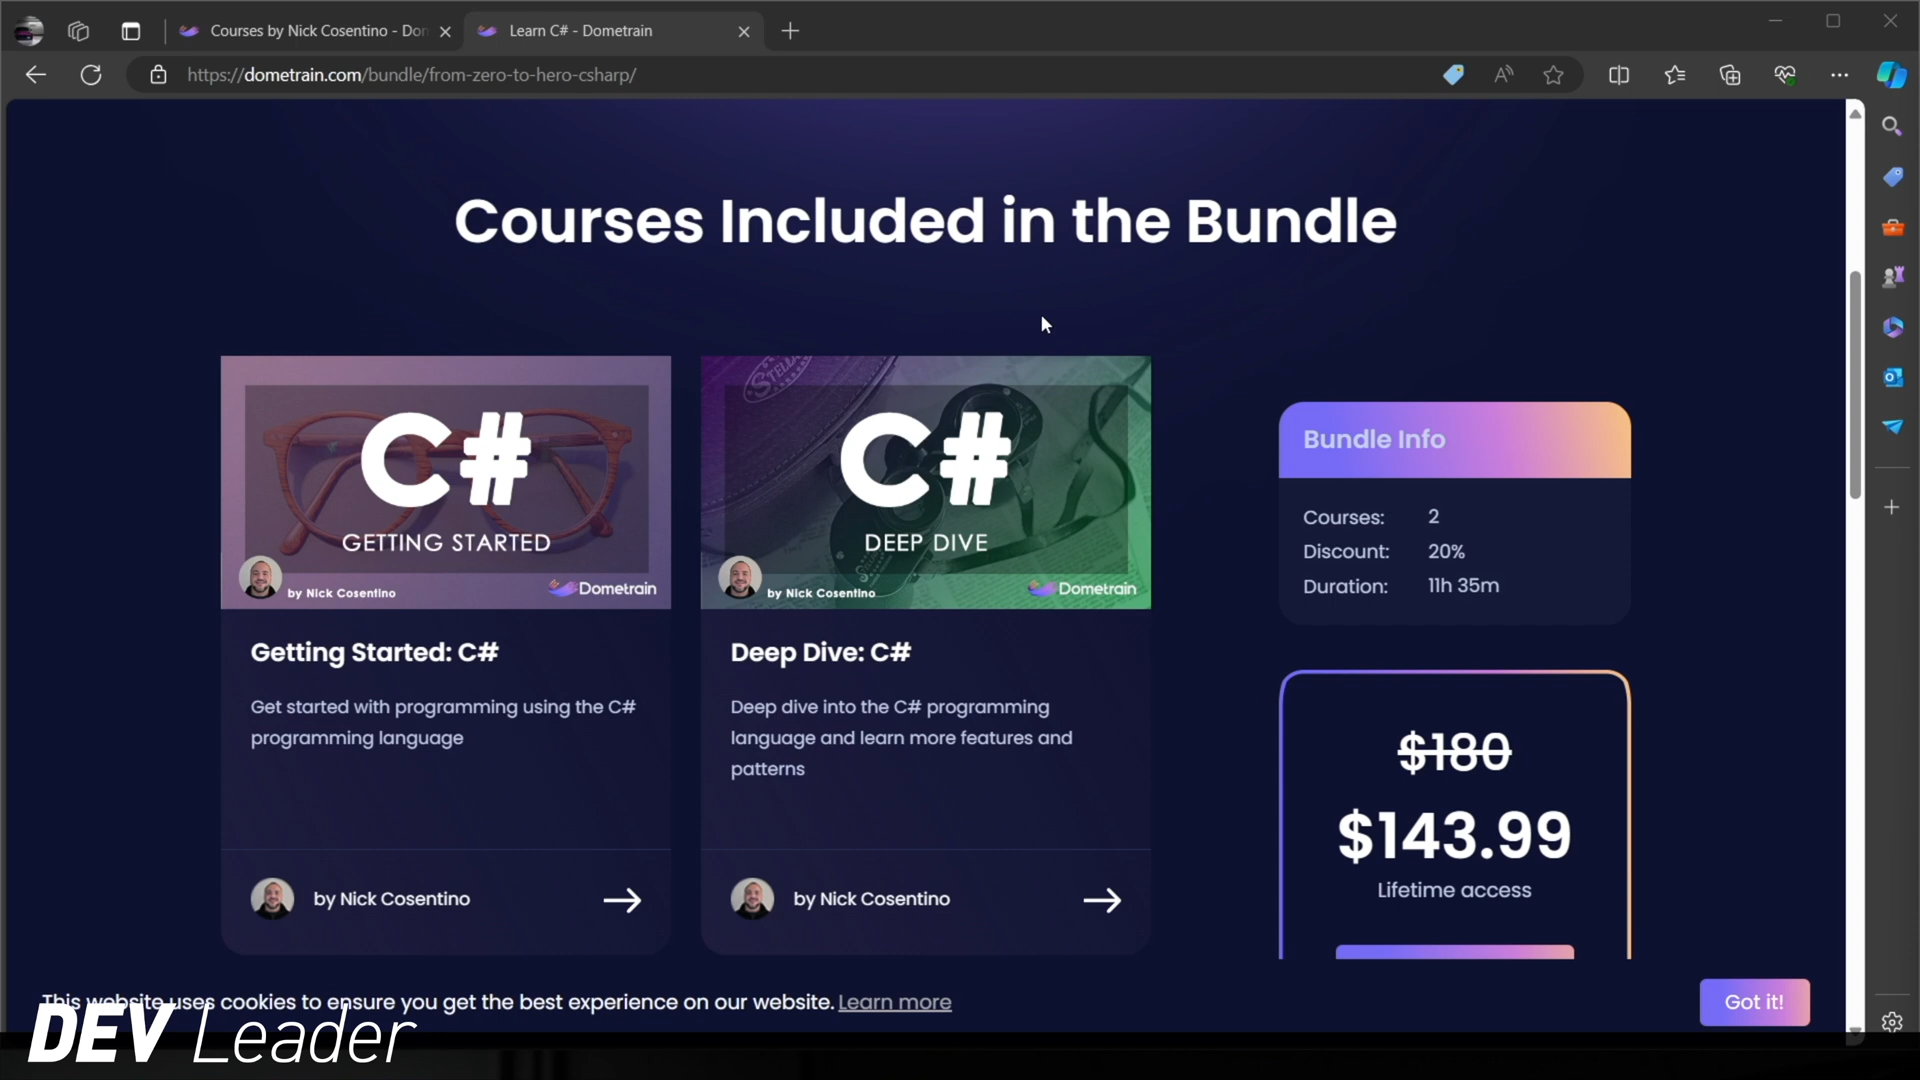 Courses by Nick Cosentino - Dom
Learn C# - Dometrain
https://dometrain.com/bundle/from-zero-to-hero-csharp/
Courses Included in the Bundle
C#
GETTING STARTED
by Nick Cosentino
Dometrain
C#
DEEP DIVE
by Nick Cosentino
Dometrain
Getting Started: C#
Get started with programming using the C#
programming language
by Nick Cosentino
Deep Dive: C#
Deep dive into the C# programming
language and learn more features and
patterns
by Nick Cosentino
Bundle Info
Courses: 2
Discount: 20%
Duration: 11h 35m
$180
$143.99
Lifetime access
This website uses cookies to ensure you get the best experience on our website. Learn more
Got it!
DEV Leader